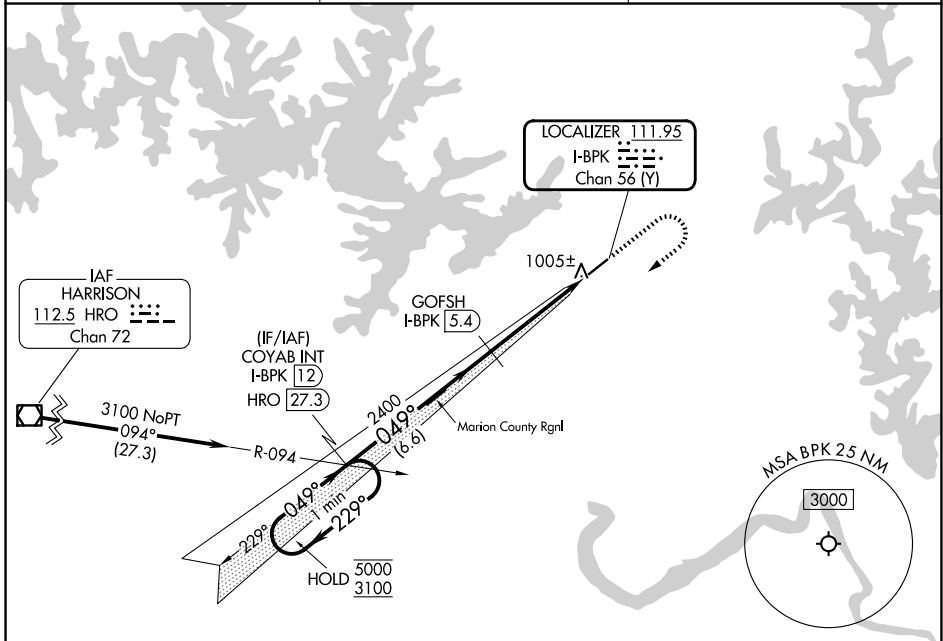 LOCALIZER 111.95
I-BPK
Chan 56 (Y)
1005±
IAF
HARRISON
112.5 HRO
Chan 72
GOFSH
I-BPK 5.4
(IF/IAF)
COYAB INT
I-BPK 12
HRO 27.3
3100 NoPT
094°
(27.3)
R-094
2400
049°
(6.6)
Marion County Rgnl
049°
1 min
229°
229°
HOLD 5000
3100
MSA BPK 25 NM
3000